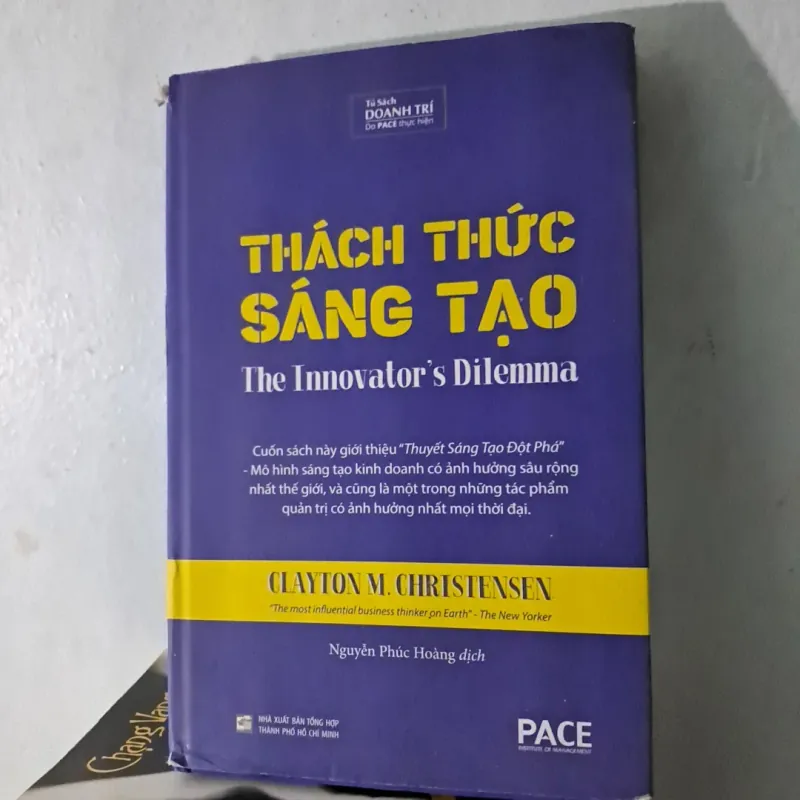 Tủ Sách
DOANH TRÍ
Do PACE thực hiện
THÁCH THỨC
SÁNG TẠO
The Innovator's Dilemma
Cuốn sách này giới thiệu "Thuyết Sáng Tạo Đột Phá"
- Mô hình sáng tạo kinh doanh có ảnh hưởng sâu rộng
nhất thế giới, và cũng là một trong những tác phẩm
quản trị có ảnh hưởng nhất mọi thời đại.
CLAYTON M. CHRISTENSEN
"The most influential business thinker on Earth" - The New Yorker
Nguyễn Phúc Hoàng dịch
NHÀ XUẤT BẢN TỔNG HỢP
THÀNH PHỐ HỒ CHÍ MINH
PACE
INSTITUTE OF MANAGEMENT
Chạng Vạng